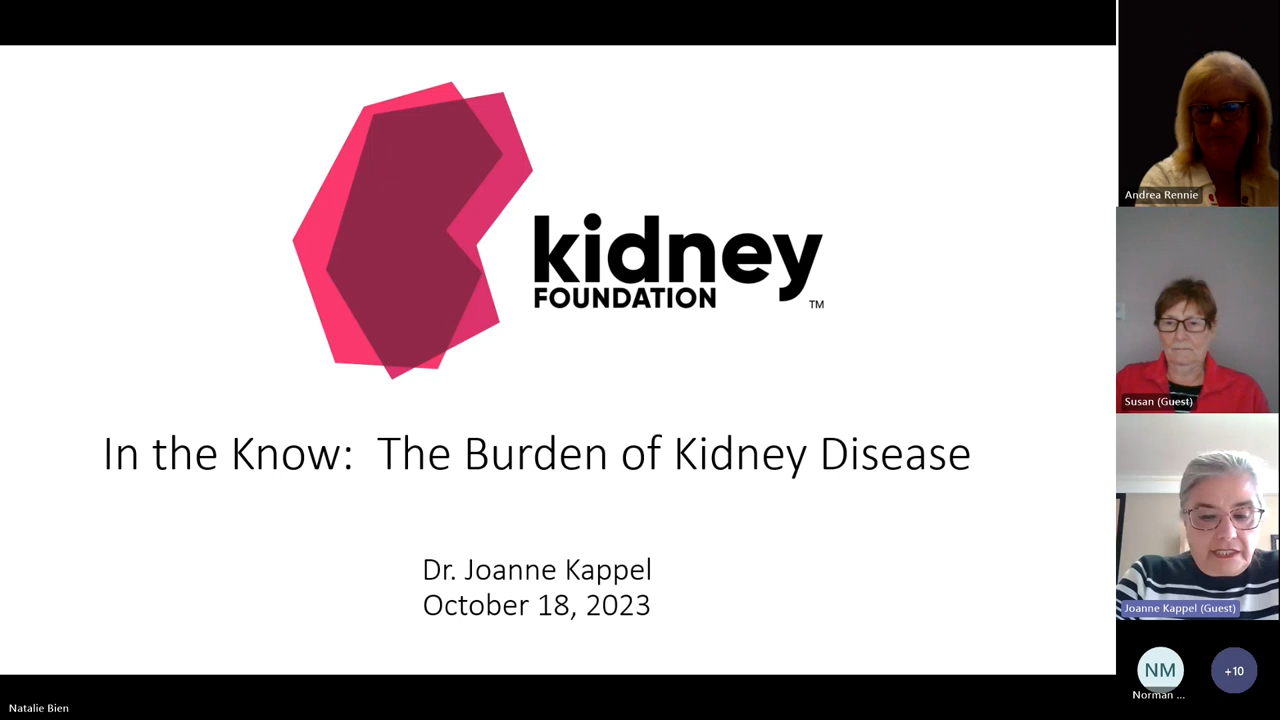 kidney
FOUNDATION
TM
In the Know: The Burden of Kidney Disease
Dr. Joanne Kappel
October 18, 2023
Andrea Rennie
Susan (Guest)
Joanne Kappel (Guest)
NM
+10
Norman ...
Natalie Bien